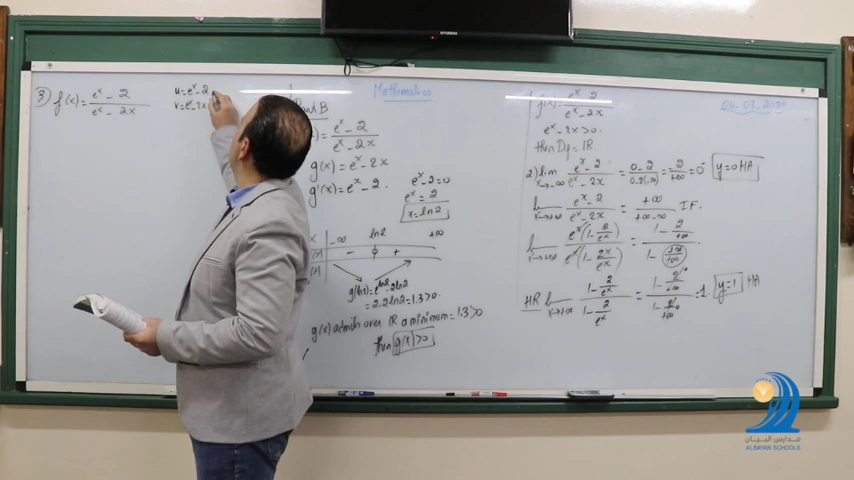 3) f(x) = (e^x - 2)/(e^x - 2x)
u = e^x - 2
v = e^x - 2x
Part B
= (e^x - 2)/(e^x - 2x)
g(x) = e^x - 2x
g'(x) = e^x - 2.
e^x - 2 = 0
e^x = 2
x = ln2
x -∞ ln2 +∞
- 0 +
g(ln2) = e^ln2 - 2ln2
= 2 - 2ln2 = 1.3 > 0
g(x) admits over IR a minimum = 1.3 > 0
then g(x) > 0
Mathematics
HYUNDAI
f(x) = (e^x - 2)/(e^x - 2x)
e^x - 2x > 0.
then Df = IR
2) lim x→-∞ (e^x - 2)/(e^x - 2x) = (0 - 2)/(0 - 2(-∞)) = -2/+∞ = 0^- y = 0 HA
lim x→+∞ (e^x - 2)/(e^x - 2x) = +∞/(+∞ - ∞) IF.
lim x→+∞ e^x(1 - 2/e^x)/e^x(1 - 2x/e^x) = (1 - 2/+∞)/(1 - +∞/+∞)
HR lim x→+∞ (1 - 2/e^x)/(1 - 2/e^x) = (1 - 2/+∞)/(1 - 2/+∞) = 1. y = 1 HA
مدارس البيان
ALBAYAN SCHOOLS